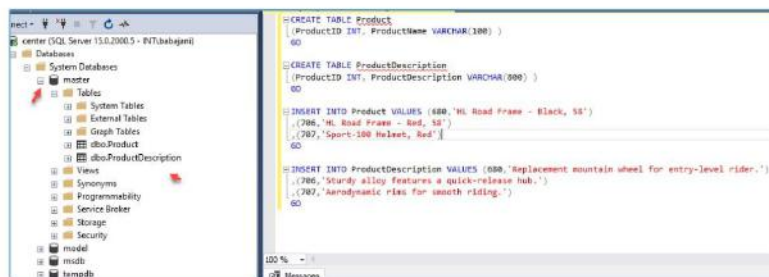 nect
center (SQL Server 15.0.2000.5 - INT\babajani)
Databases
System Databases
master
Tables
System Tables
External Tables
Graph Tables
dbo.Product
dbo.ProductDescription
Views
Synonyms
Programmability
Service Broker
Storage
Security
model
msdb
tempdb
CREATE TABLE Product
(ProductID INT, ProductName VARCHAR(100) )
GO
CREATE TABLE ProductDescription
(ProductID INT, ProductDescription VARCHAR(800) )
GO
INSERT INTO Product VALUES (680,'HL Road Frame - Black, 58')
,(706,'HL Road Frame - Red, 58')
,(707,'Sport-100 Helmet, Red')
GO
INSERT INTO ProductDescription VALUES (680,'Replacement mountain wheel for entry-level rider.')
,(706,'Sturdy alloy features a quick-release hub.')
,(707,'Aerodynamic rims for smooth riding.')
GO
100 %
Messages